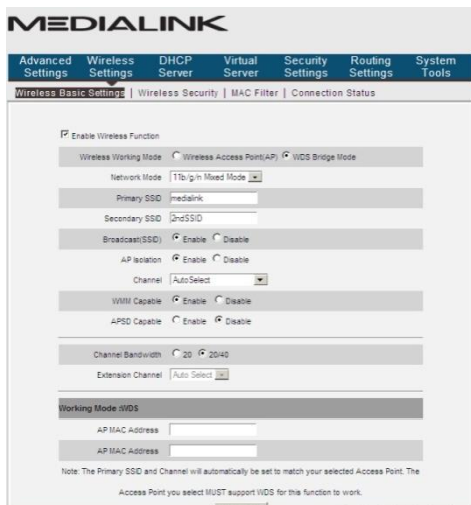 MEDIALINK
Advanced Settings Wireless Settings DHCP Server Virtual Server Security Settings Routing Settings System Tools
Wireless Basic Settings | Wireless Security | MAC Filter | Connection Status
Enable Wireless Function
Wireless Working Mode Wireless Access Point(AP) WDS Bridge Mode
Network Mode 11b/g/n Mixed Mode
Primary SSID medialink
Secondary SSID 2ndSSID
Broadcast(SSID) Enable Disable
AP Isolation Enable Disable
Channel AutoSelect
WMM Capable Enable Disable
APSD Capable Enable Disable
Channel Bandwidth 20 20/40
Extension Channel Auto Select
Working Mode :WDS
AP MAC Address
AP MAC Address
Note: The Primary SSID and Channel will automatically be set to match your selected Access Point. The
Access Point you select MUST support WDS for this function to work.